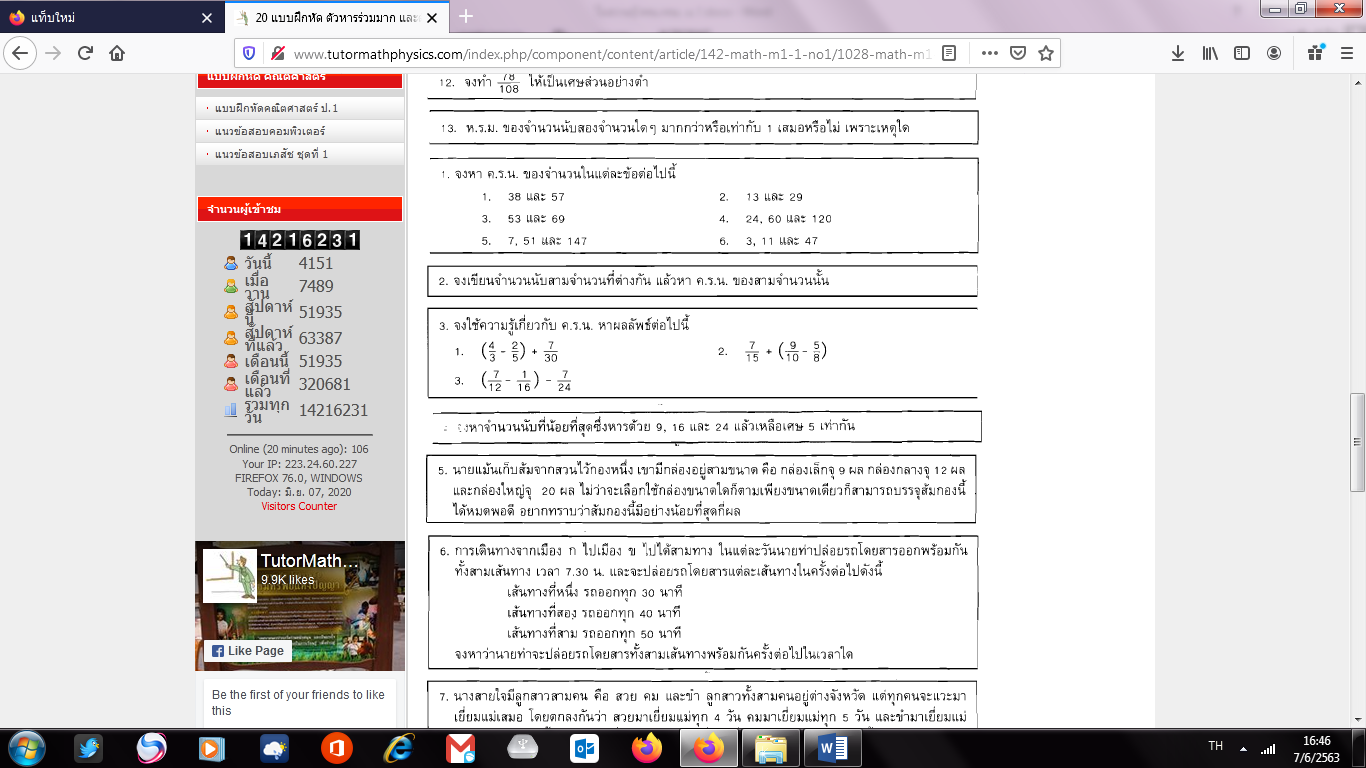 แท็บใหม่
20 แบบฝึกหัด ตัวหารร่วมมาก และ
www.tutormathphysics.com/index.php/component/content/article/142-math-m1-1-no1/1028-math-m1
แบบฝึกหัด คณิตศาสตร์
แบบฝึกหัดคณิตศาสตร์ ป.1
แนวข้อสอบคอมพิวเตอร์
แนวข้อสอบเภสัช ชุดที่ 1
จำนวนผู้เข้าชม
14216231
วันนี้ 4151
เมื่อวาน 7489
สัปดาห์นี้ 51935
สัปดาห์ที่แล้ว 63387
เดือนนี้ 51935
เดือนที่แล้ว 320681
รวมทุกวัน 14216231
Online (20 minutes ago): 106
Your IP: 223.24.60.227
FIREFOX 76.0, WINDOWS
Today: มิ.ย. 07, 2020
Visitors Counter
TutorMath...
9.9K likes
Like Page
Be the first of your friends to like
this
12. จงทำ 78/108 ให้เป็นเศษส่วนอย่างต่ำ
13. ห.ร.ม. ของจำนวนนับสองจำนวนใดๆ มากกว่าหรือเท่ากับ 1 เสมอหรือไม่ เพราะเหตุใด
1. จงหา ค.ร.น. ของจำนวนในแต่ละข้อต่อไปนี้
1. 38 และ 57 2. 13 และ 29
3. 53 และ 69 4. 24, 60 และ 120
5. 7, 51 และ 147 6. 3, 11 และ 47
2. จงเขียนจำนวนนับสามจำนวนที่ต่างกัน แล้วหา ค.ร.น. ของสามจำนวนนั้น
3. จงใช้ความรู้เกี่ยวกับ ค.ร.น. หาผลลัพธ์ต่อไปนี้
1. (4/3 - 2/5) + 7/30 2. 7/15 + (9/10 - 5/8)
3. (7/12 - 1/16) - 7/24
จงหาจำนวนนับที่น้อยที่สุดซึ่งหารด้วย 9, 16 และ 24 แล้วเหลือเศษ 5 เท่ากัน
5. นายแม้นเก็บส้มจากสวนไว้กองหนึ่ง เขามีกล่องอยู่สามขนาด คือ กล่องเล็กจุ 9 ผล กล่องกลางจุ 12 ผล
และกล่องใหญ่จุ 20 ผล ไม่ว่าจะเลือกใช้กล่องขนาดใดก็ตามเพียงขนาดเดียวก็สามารถบรรจุส้มกองนี้
ได้หมดพอดี อยากทราบว่าส้มกองนี้มีอย่างน้อยที่สุดกี่ผล
6. การเดินทางจากเมือง ก ไปเมือง ข ไปได้สามทาง ในแต่ละวันนายท่าปล่อยรถโดยสารออกพร้อมกัน
ทั้งสามเส้นทาง เวลา 7.30 น. และจะปล่อยรถโดยสารแต่ละเส้นทางในครั้งต่อไปดังนี้
เส้นทางที่หนึ่ง รถออกทุก 30 นาที
เส้นทางที่สอง รถออกทุก 40 นาที
เส้นทางที่สาม รถออกทุก 50 นาที
จงหาว่านายท่าจะปล่อยรถโดยสารทั้งสามเส้นทางพร้อมกันครั้งต่อไปในเวลาใด
7. นางสายใจมีลูกสาวสามคน คือ สวย คม และขำ ลูกสาวทั้งสามคนอยู่ต่างจังหวัด แต่ทุกคนจะแวะมา
เยี่ยมแม่เสมอ โดยตกลงกันว่า สวยมาเยี่ยมแม่ทุก 4 วัน คมมาเยี่ยมแม่ทุก 5 วัน และขำมาเยี่ยมแม่
TH
16:46
7/6/2563